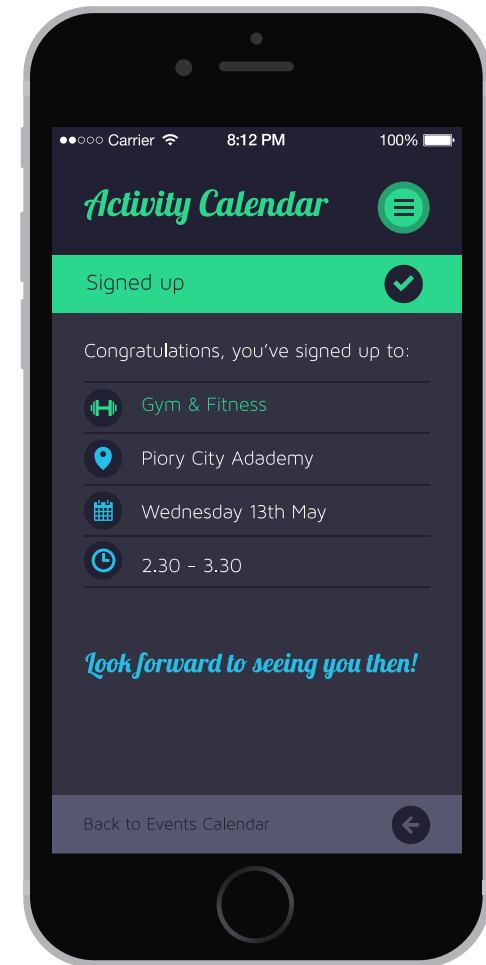 Carrier 8:12 PM 100%
Activity Calendar
Signed up
Congratulations, you've signed up to:
Gym & Fitness
Piory City Adademy
Wednesday 13th May
2.30 - 3.30
Look forward to seeing you then!
Back to Events Calendar